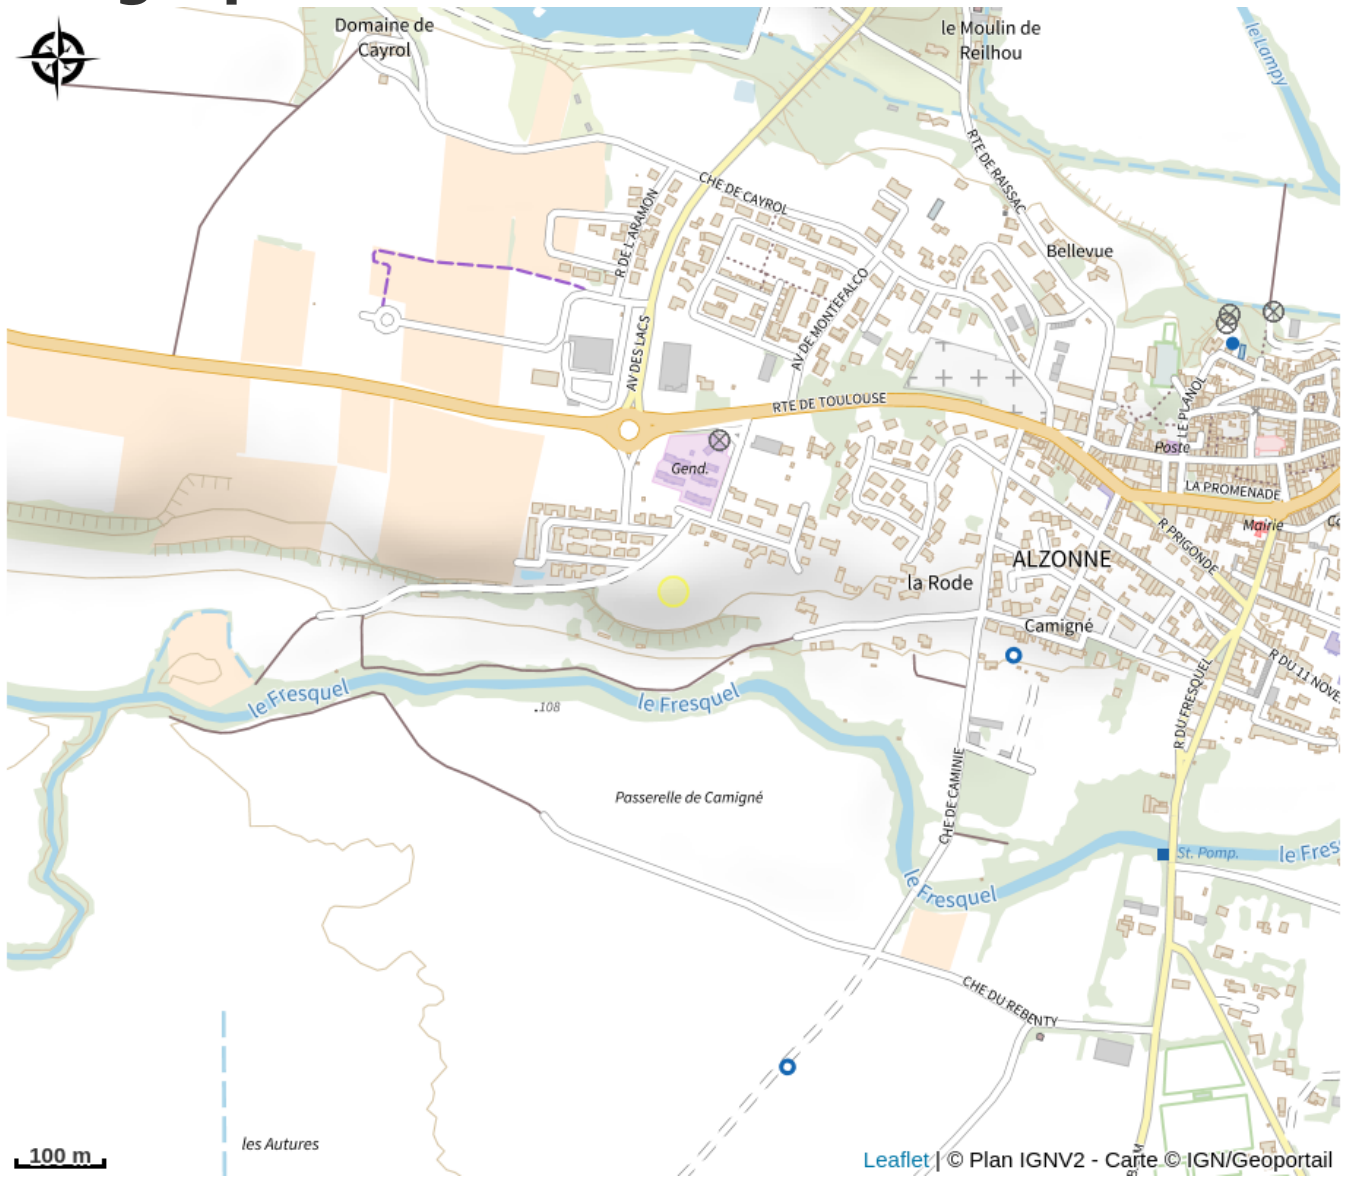 Domaine de
Cayrol
le Moulin de
Reilhou
le Lampy
RTE DE RAISSAC
CHE DE CAYROL
R DE L'ARAMON
Bellevue
AV DE MONTEFALCO
AV DES LACS
RTE DE TOULOUSE
LE PLANOL
Poste
Gend.
LA PROMENADE
Mairie
R PRIGONDE
ALZONNE
la Rode
Camigné
R DU 11 NOVE
le Fresquel
le Fresquel
.108
R DU FRESQUEL
CHE DE CAMINIE
Passerelle de Camigné
St. Pomp.
le Fres
le Fresquel
CHE DU REBENTY
les Autures
100 m
Leaflet | © Plan IGNV2 - Carte © IGN/Geoportail